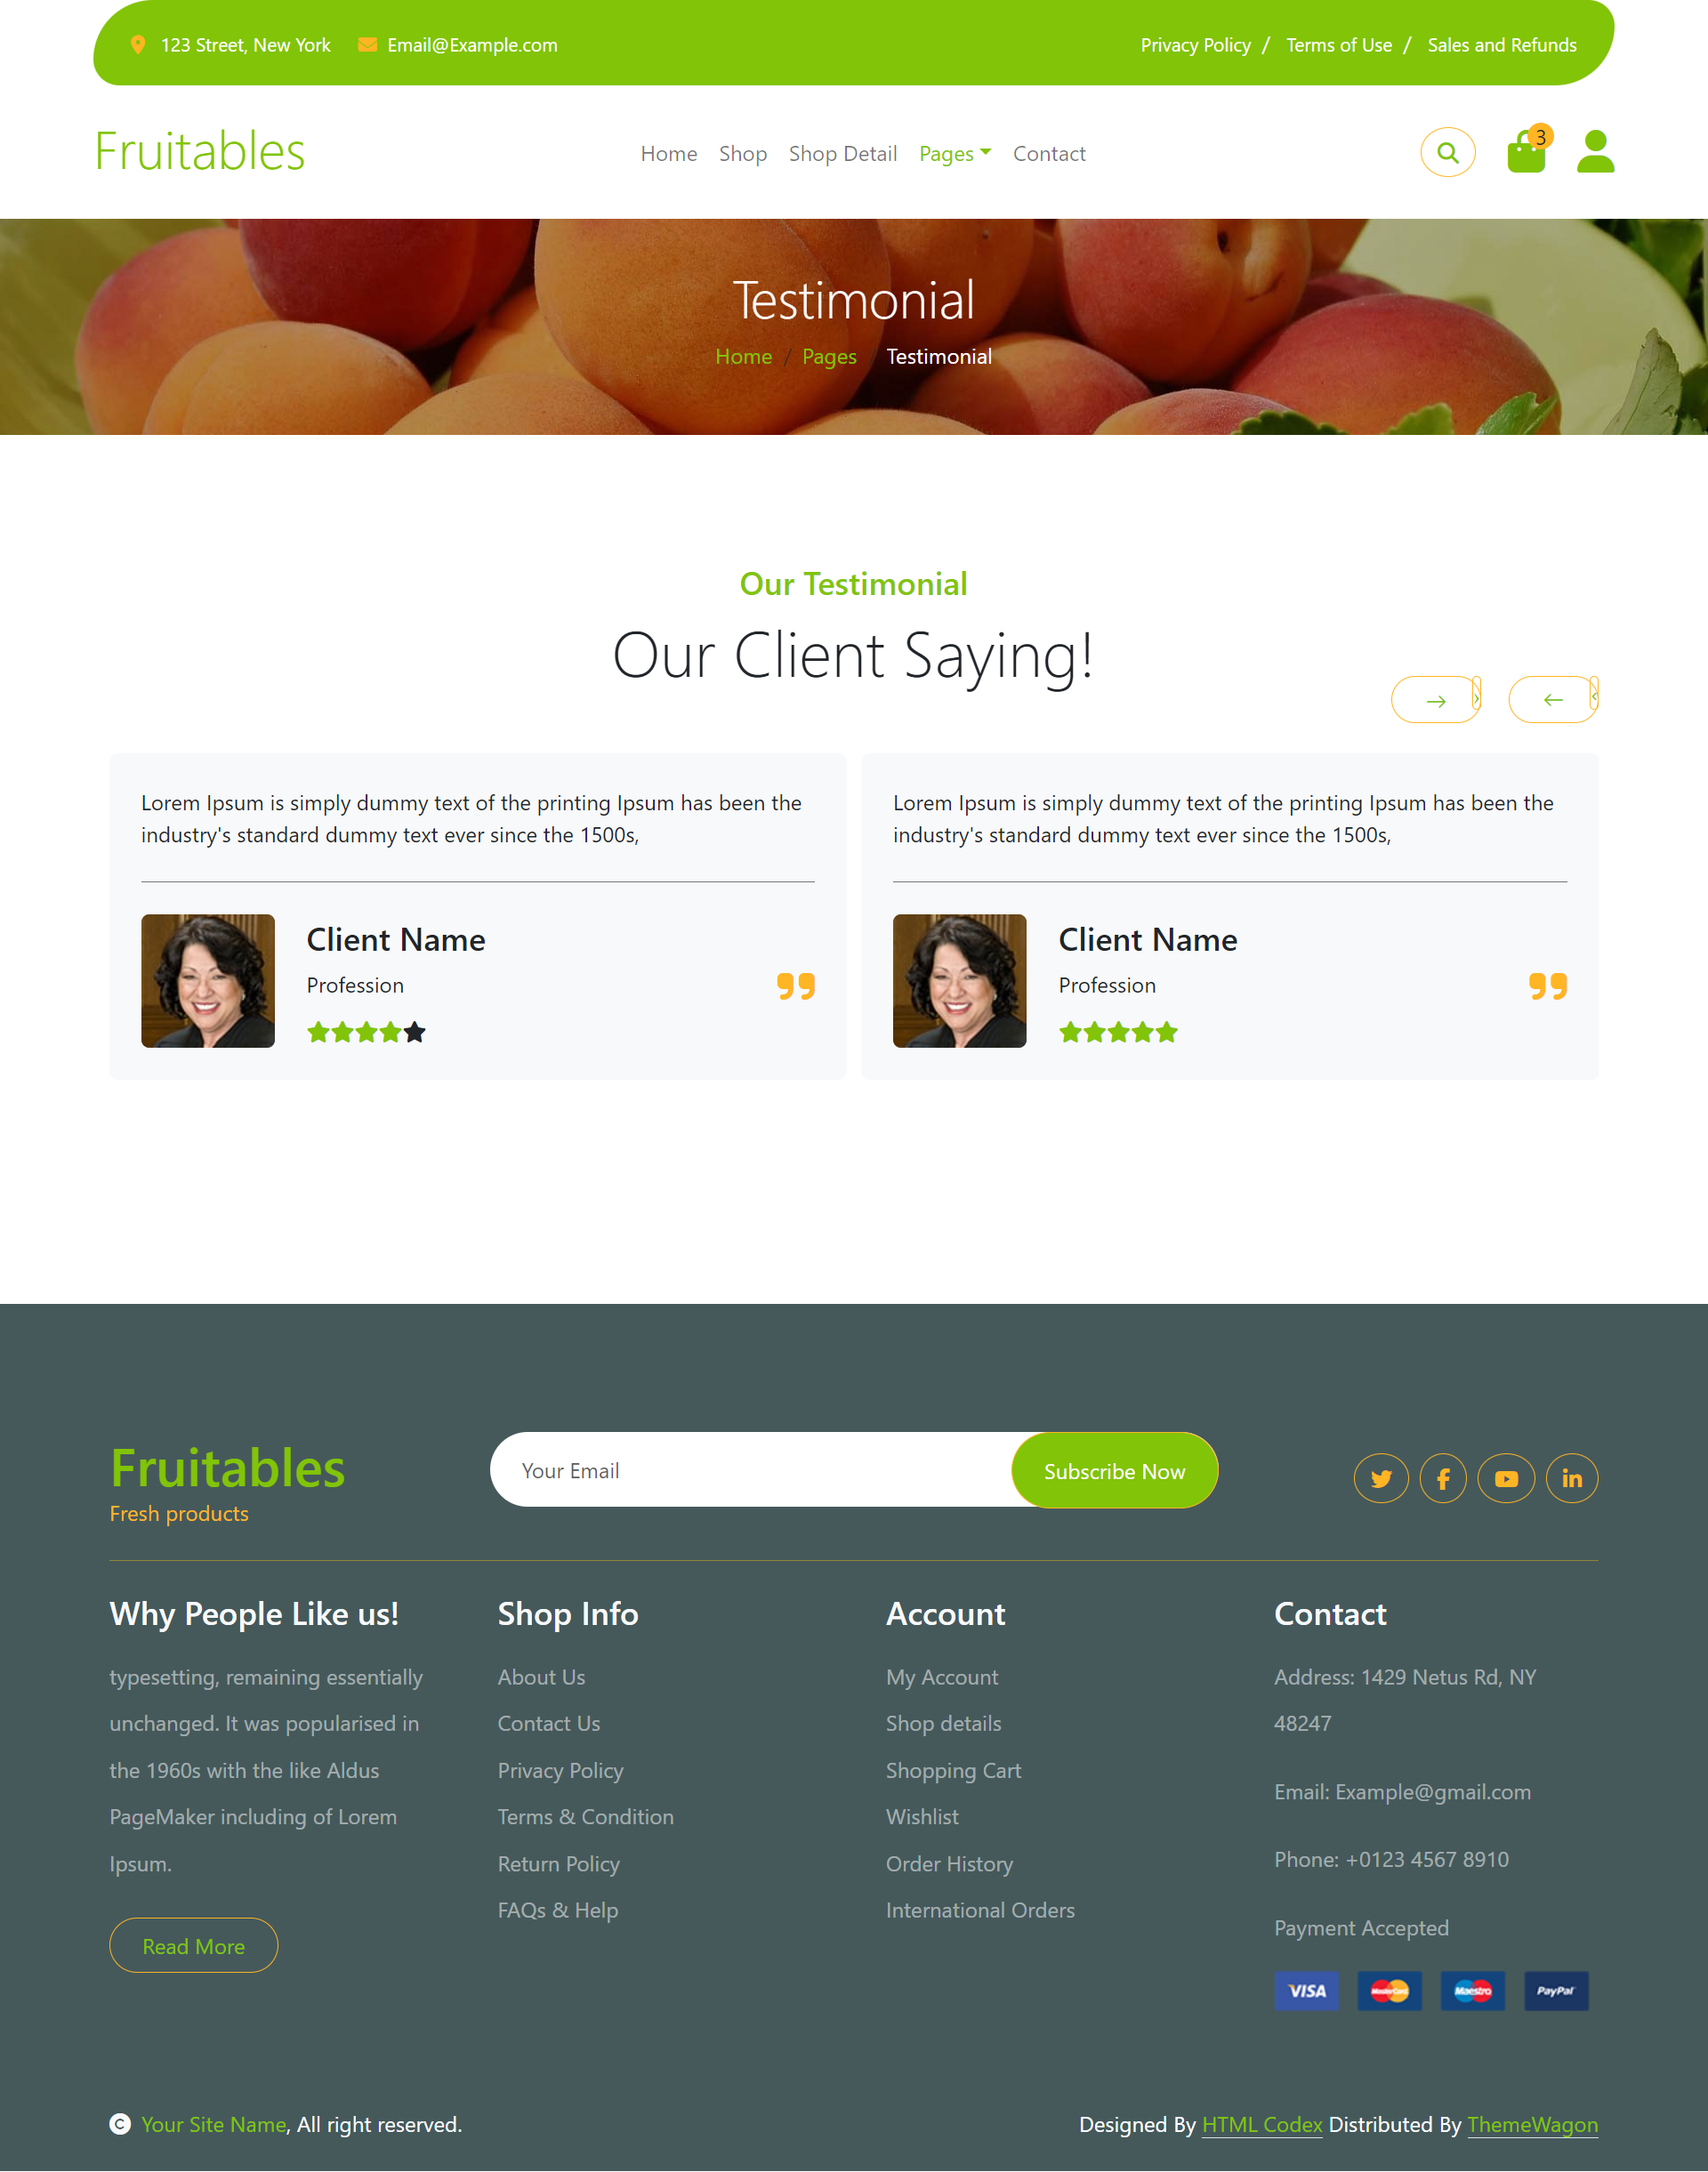 123 Street, New York Email@Example.com Privacy Policy / Terms of Use / Sales and Refunds
Fruitables
Home Shop Shop Detail Pages Contact
3
Testimonial
Home / Pages / Testimonial
Our Testimonial
Our Client Saying!
Lorem Ipsum is simply dummy text of the printing Ipsum has been the
industry's standard dummy text ever since the 1500s,
Client Name
Profession
Lorem Ipsum is simply dummy text of the printing Ipsum has been the
industry's standard dummy text ever since the 1500s,
Client Name
Profession
Fruitables
Fresh products
Your Email
Subscribe Now
Why People Like us!
typesetting, remaining essentially
unchanged. It was popularised in
the 1960s with the like Aldus
PageMaker including of Lorem
Ipsum.
Read More
Shop Info
About Us
Contact Us
Privacy Policy
Terms & Condition
Return Policy
FAQs & Help
Account
My Account
Shop details
Shopping Cart
Wishlist
Order History
International Orders
Contact
Address: 1429 Netus Rd, NY
48247
Email: Example@gmail.com
Phone: +0123 4567 8910
Payment Accepted
VISA MasterCard Maestro PayPal
© Your Site Name, All right reserved.
Designed By HTML Codex Distributed By ThemeWagon